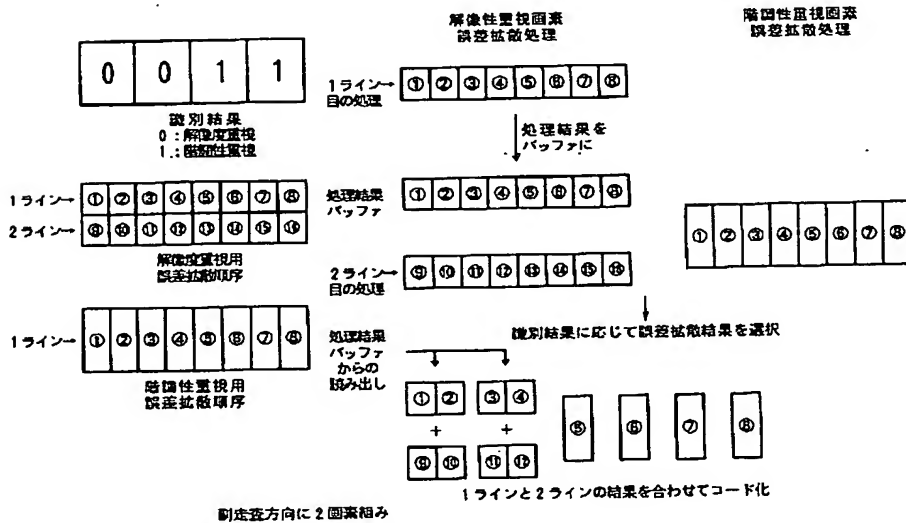 解像性重視画素
誤差拡散処理
階調性重視画素
誤差拡散処理
0 0 1 1
識別結果
0:解像度重視
1:階調性重視
1ライン→
目の処理
① ② ③ ④ ⑤ ⑥ ⑦ ⑧
処理結果を
バッファに
1ライン→
① ② ③ ④ ⑤ ⑥ ⑦ ⑧
2ライン→
⑨ ⑩ ⑪ ⑫ ⑬ ⑭ ⑮ ⑯
解像度重視用
誤差拡散順序
処理結果
バッファ
① ② ③ ④ ⑤ ⑥ ⑦ ⑧
① ② ③ ④ ⑤ ⑥ ⑦ ⑧
2ライン→
目の処理
⑨ ⑩ ⑪ ⑫ ⑬ ⑭ ⑮ ⑯
識別結果に応じて誤差拡散結果を選択
1ライン→
① ② ③ ④ ⑤ ⑥ ⑦ ⑧
階調性重視用
誤差拡散順序
処理結果
バッファ
からの
読み出し
① ② ③ ④
+ +
⑨ ⑩ ⑪ ⑫
⑤ ⑥ ⑦ ⑧
1ラインと2ラインの結果を合わせてコード化
副走査方向に2画素組み